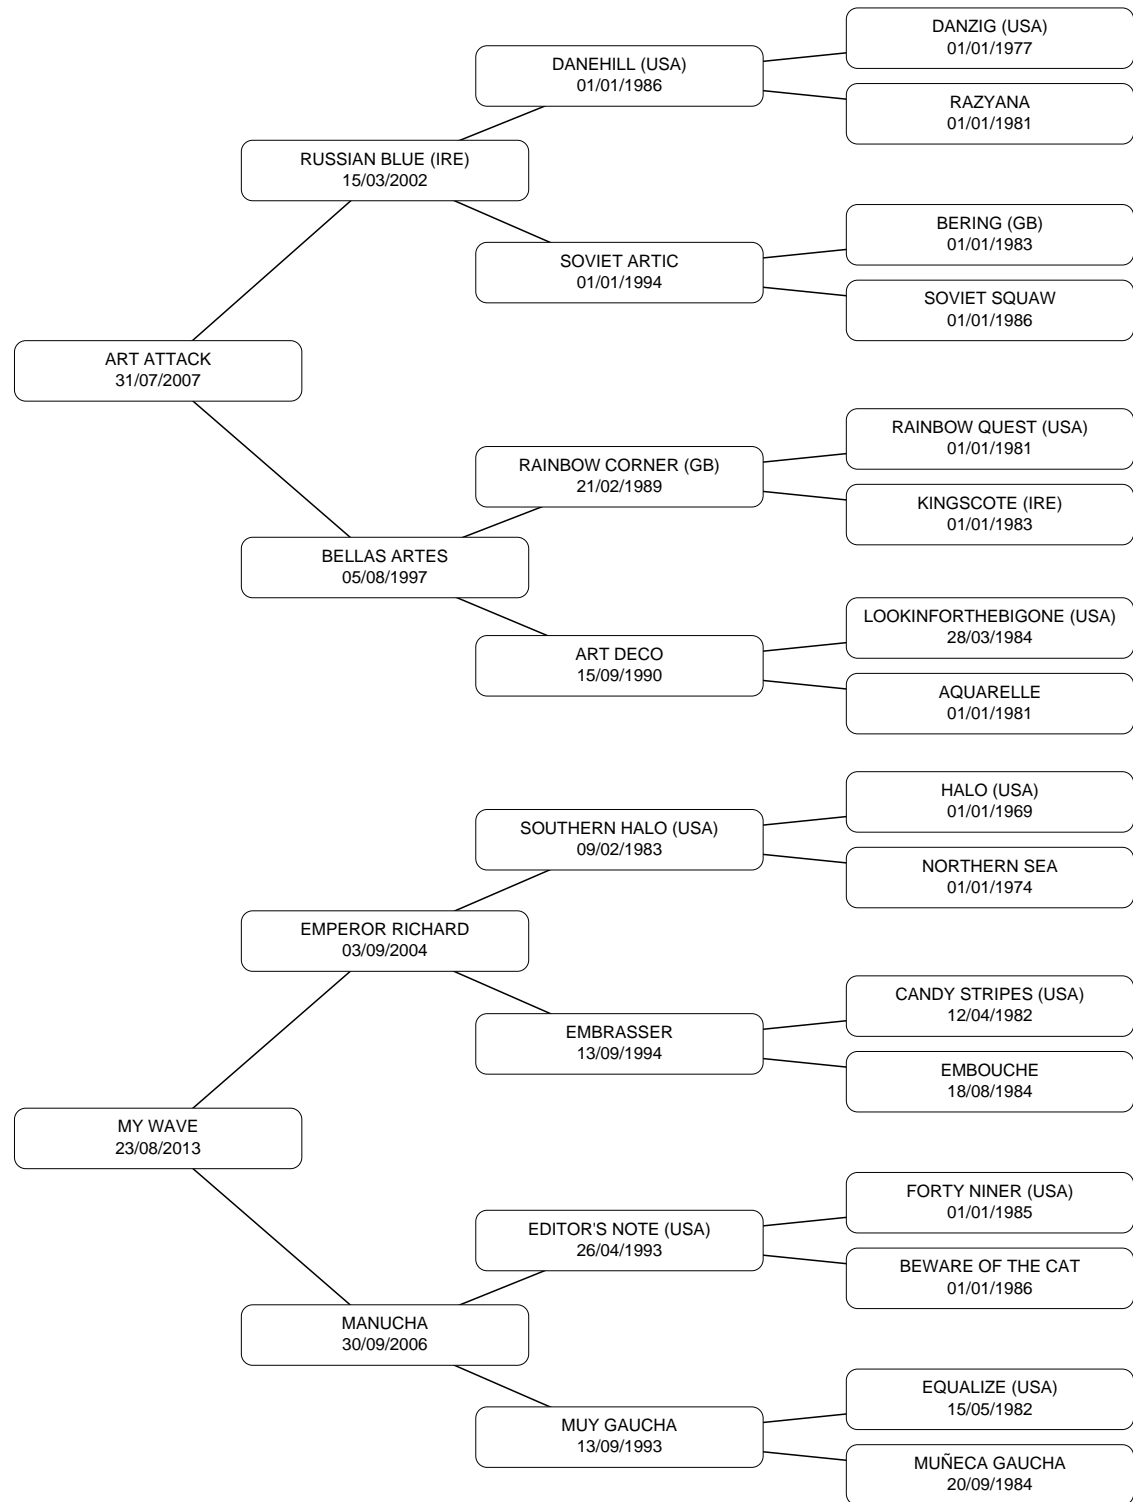 DANZIG (USA)
01/01/1977
DANEHILL (USA)
01/01/1986
RAZYANA
01/01/1981
RUSSIAN BLUE (IRE)
15/03/2002
BERING (GB)
01/01/1983
SOVIET ARTIC
01/01/1994
SOVIET SQUAW
01/01/1986
ART ATTACK
31/07/2007
RAINBOW QUEST (USA)
01/01/1981
RAINBOW CORNER (GB)
21/02/1989
KINGSCOTE (IRE)
01/01/1983
BELLAS ARTES
05/08/1997
LOOKINFORTHEBIGONE (USA)
28/03/1984
ART DECO
15/09/1990
AQUARELLE
01/01/1981
HALO (USA)
01/01/1969
SOUTHERN HALO (USA)
09/02/1983
NORTHERN SEA
01/01/1974
EMPEROR RICHARD
03/09/2004
CANDY STRIPES (USA)
12/04/1982
EMBRASSER
13/09/1994
EMBOUCHE
18/08/1984
MY WAVE
23/08/2013
FORTY NINER (USA)
01/01/1985
EDITOR'S NOTE (USA)
26/04/1993
BEWARE OF THE CAT
01/01/1986
MANUCHA
30/09/2006
EQUALIZE (USA)
15/05/1982
MUY GAUCHA
13/09/1993
MUÑECA GAUCHA
20/09/1984